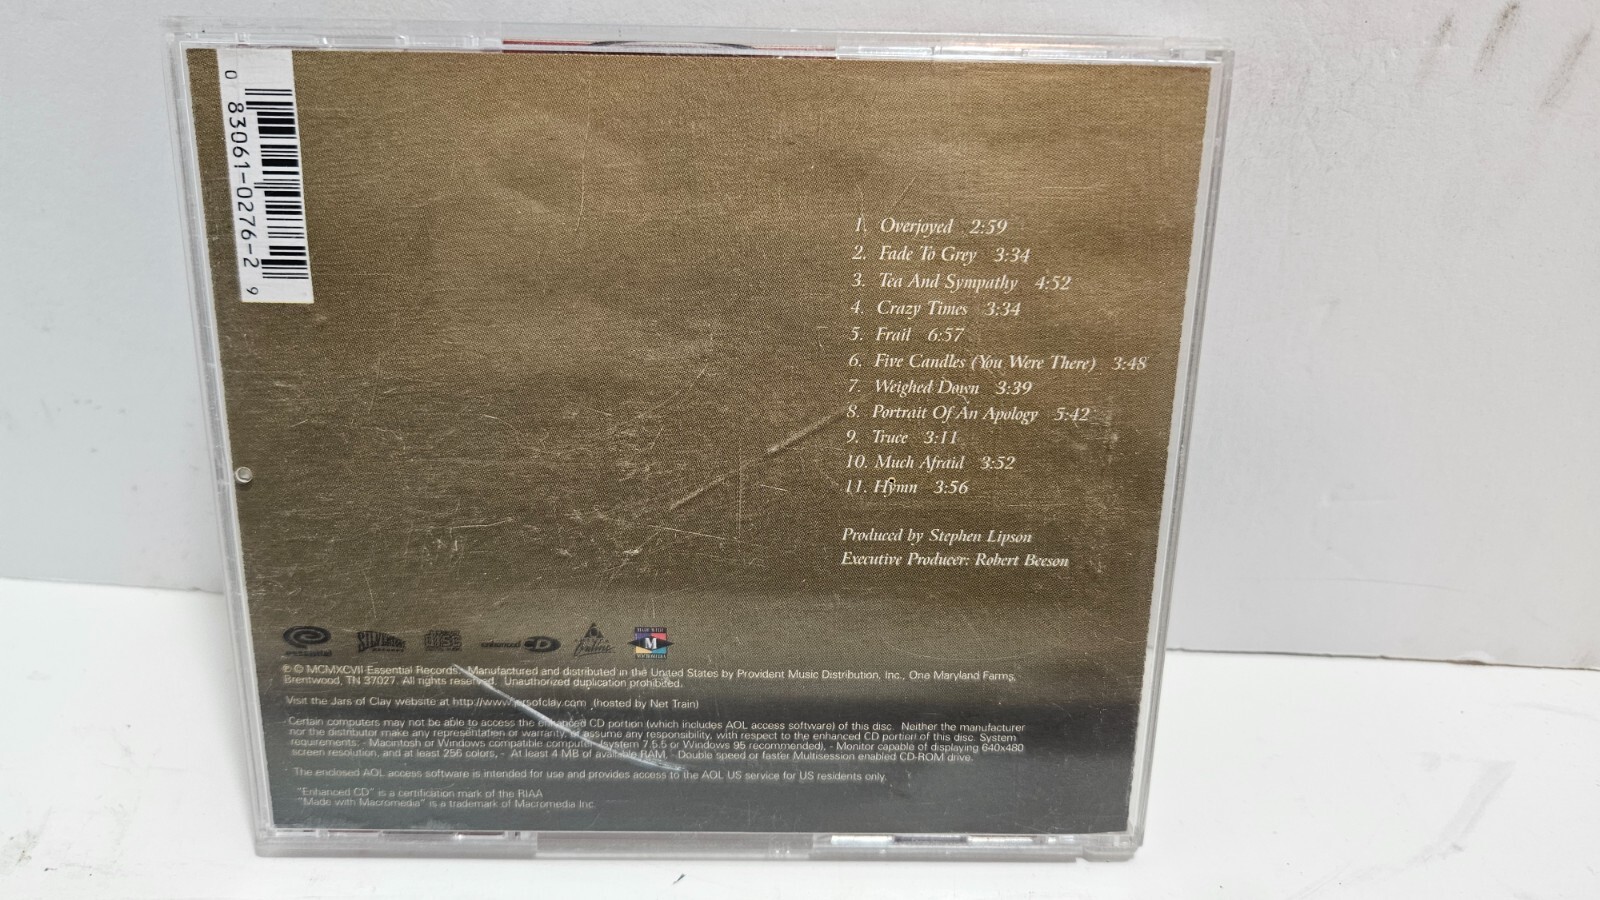 0 83061-0276-2 9
1. Overjoyed 2:59
2. Fade To Grey 3:34
3. Tea And Sympathy 4:52
4. Crazy Times 3:34
5. Frail 6:57
6. Five Candles (You Were There) 3:48
7. Weighed Down 3:39
8. Portrait Of An Apology 5:42
9. Truce 3:11
10. Much Afraid 3:52
11. Hymn 3:56
Produced by Stephen Lipson
Executive Producer: Robert Beeson
essential SILVERTONE disc enhanced CD M
℗ © MCMXCVII Essential Records. Manufactured and distributed in the United States by Provident Music Distribution, Inc., One Maryland Farms,
Brentwood, TN 37027. All rights reserved. Unauthorized duplication prohibited.
Visit the Jars of Clay website at http://www.jarsofclay.com (hosted by Net Train)
Certain computers may not be able to access the enhanced CD portion (which includes AOL access software) of this disc. Neither the manufacturer
nor the distributor make any representation or warranty, or assume any responsibility, with respect to the enhanced CD portion of this disc. System
requirements: - Macintosh or Windows compatible computer (system 7.5.5 or Windows 95 recommended), - Monitor capable of displaying 640x480
screen resolution, and at least 256 colors, - At least 4 MB of available RAM, - Double speed or faster Multisession enabled CD-ROM drive.
The enclosed AOL access software is intended for use and provides access to the AOL US service for US residents only.
"Enhanced CD" is a certification mark of the RIAA
"Made with Macromedia" is a trademark of Macromedia Inc.